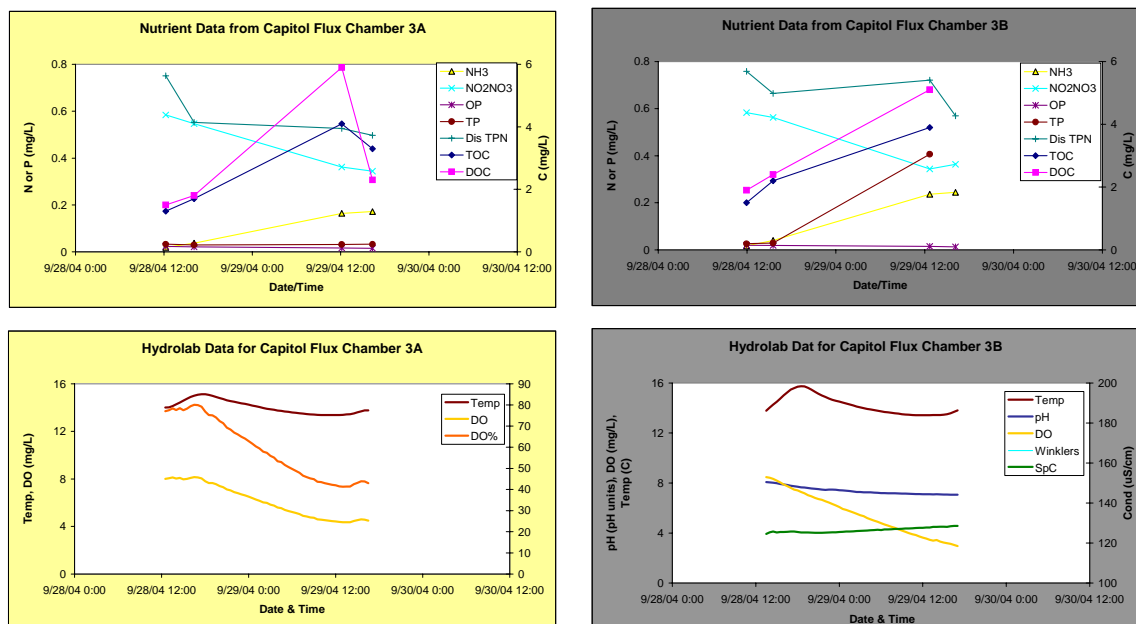 Nutrient Data from Capitol Flux Chamber 3A
0.8
0.6
0.4
0.2
0
6
4
2
0
N or P (mg/L)
C (mg/L)
NH3
NO2NO3
OP
TP
Dis TPN
TOC
DOC
9/28/04 0:00 9/28/04 12:00 9/29/04 0:00 9/29/04 12:00 9/30/04 0:00 9/30/04 12:00
Date/Time
Nutrient Data from Capitol Flux Chamber 3B
0.8
0.6
0.4
0.2
0
6
4
2
0
N or P (mg/L)
C (mg/L)
NH3
NO2NO3
OP
TP
Dis TPN
TOC
DOC
9/28/04 0:00 9/28/04 12:00 9/29/04 0:00 9/29/04 12:00 9/30/04 0:00 9/30/04 12:00
Date/Time
Hydrolab Data for Capitol Flux Chamber 3A
16
12
8
4
0
90
80
70
60
50
40
30
20
10
0
Temp, DO (mg/L)
Temp
DO
DO%
9/28/04 0:00 9/28/04 12:00 9/29/04 0:00 9/29/04 12:00 9/30/04 0:00 9/30/04 12:00
Date & Time
Hydrolab Dat for Capitol Flux Chamber 3B
16
12
8
4
0
200
180
160
140
120
100
pH (pH units), DO (mg/L),
Temp (C)
Cond (uS/cm)
Temp
pH
DO
Winklers
SpC
9/28/04 0:00 9/28/04 12:00 9/29/04 0:00 9/29/04 12:00 9/30/04 0:00 9/30/04 12:00
Date & Time